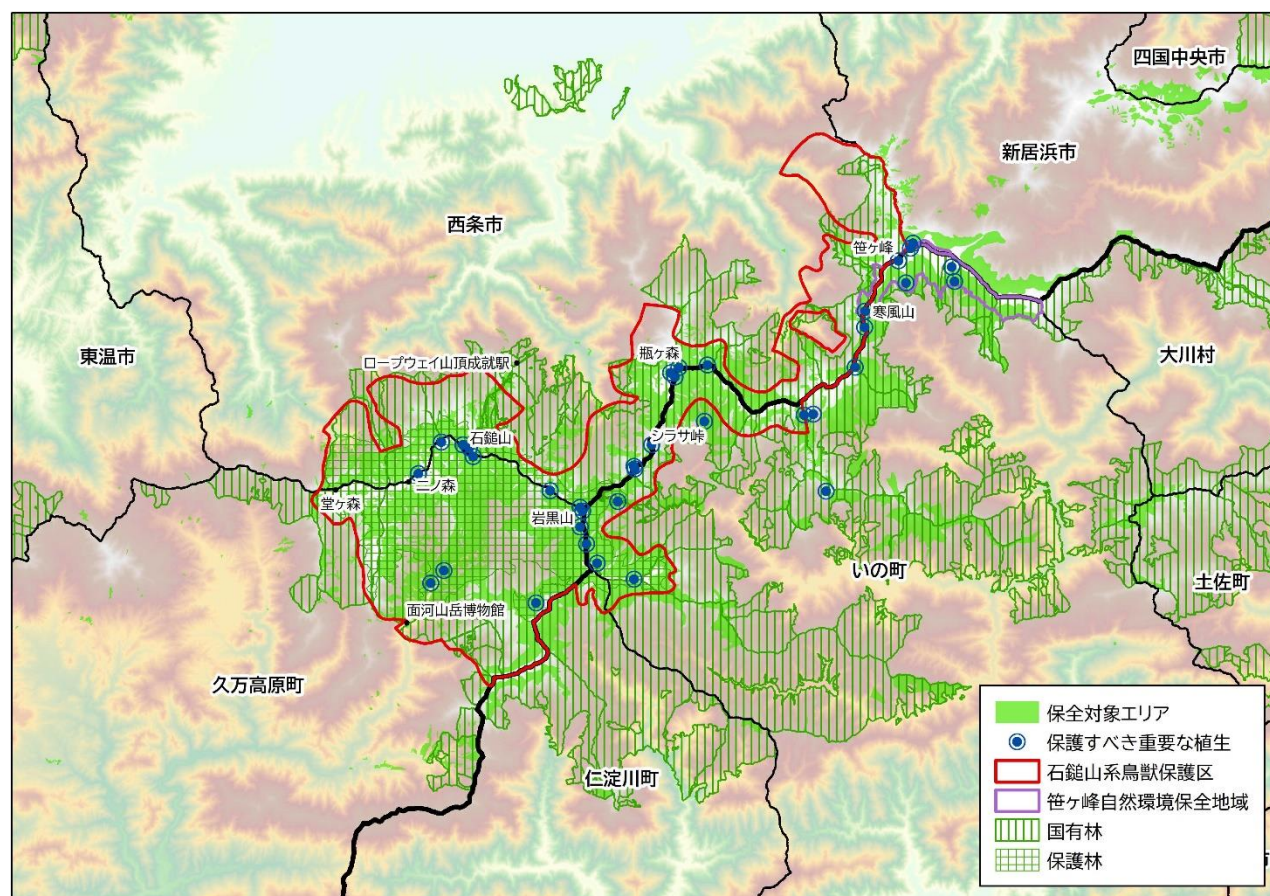 四国中央市
新居浜市
西条市
笹ヶ峰
寒風山
大川村
東温市
ロープウェイ山頂成就駅
瓶ヶ森
石鎚山
シラサ峠
二ノ森
堂ヶ森
岩黒山
いの町
土佐町
面河山岳博物館
久万高原町
仁淀川町
保全対象エリア
保護すべき重要な植生
石鎚山系鳥獣保護区
笹ヶ峰自然環境保全地域
国有林
保護林